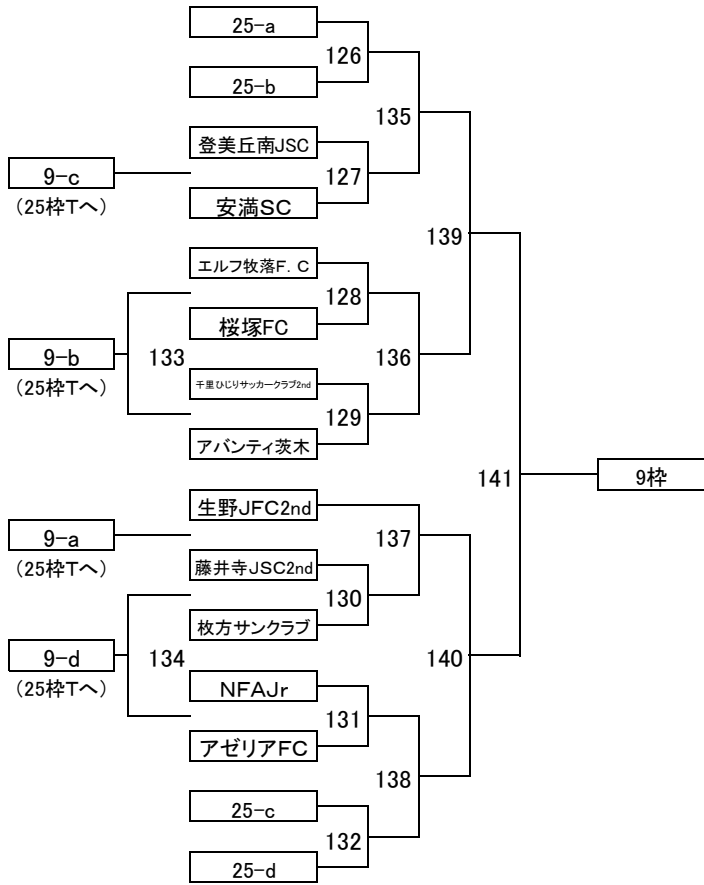 25-a
126
25-b
135
登美丘南JSC
9-c
127
(25枠Tへ)
安満SC
139
エルフ牧落F．C
128
桜塚FC
9-b
133
136
(25枠Tへ)
千里ひじりサッカークラブ2nd
129
アバンティ茨木
141
9枠
生野JFC2nd
9-a
137
(25枠Tへ)
藤井寺JSC2nd
130
枚方サンクラブ
9-d
134
140
(25枠Tへ)
NFAJr
131
アゼリアFC
138
25-c
132
25-d